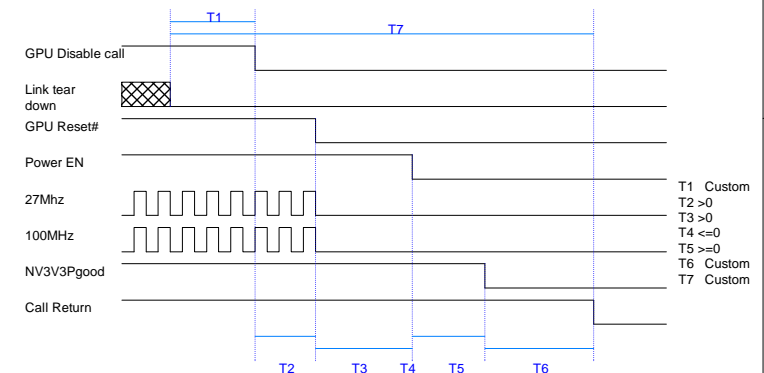 T1
T7
GPU Disable call
Link tear
down
GPU Reset#
Power EN
27Mhz
100MHz
NV3V3Pgood
Call Return
T1 Custom
T2 >0
T3 >0
T4 <=0
T5 >=0
T6 Custom
T7 Custom
T2 T3 T4 T5 T6